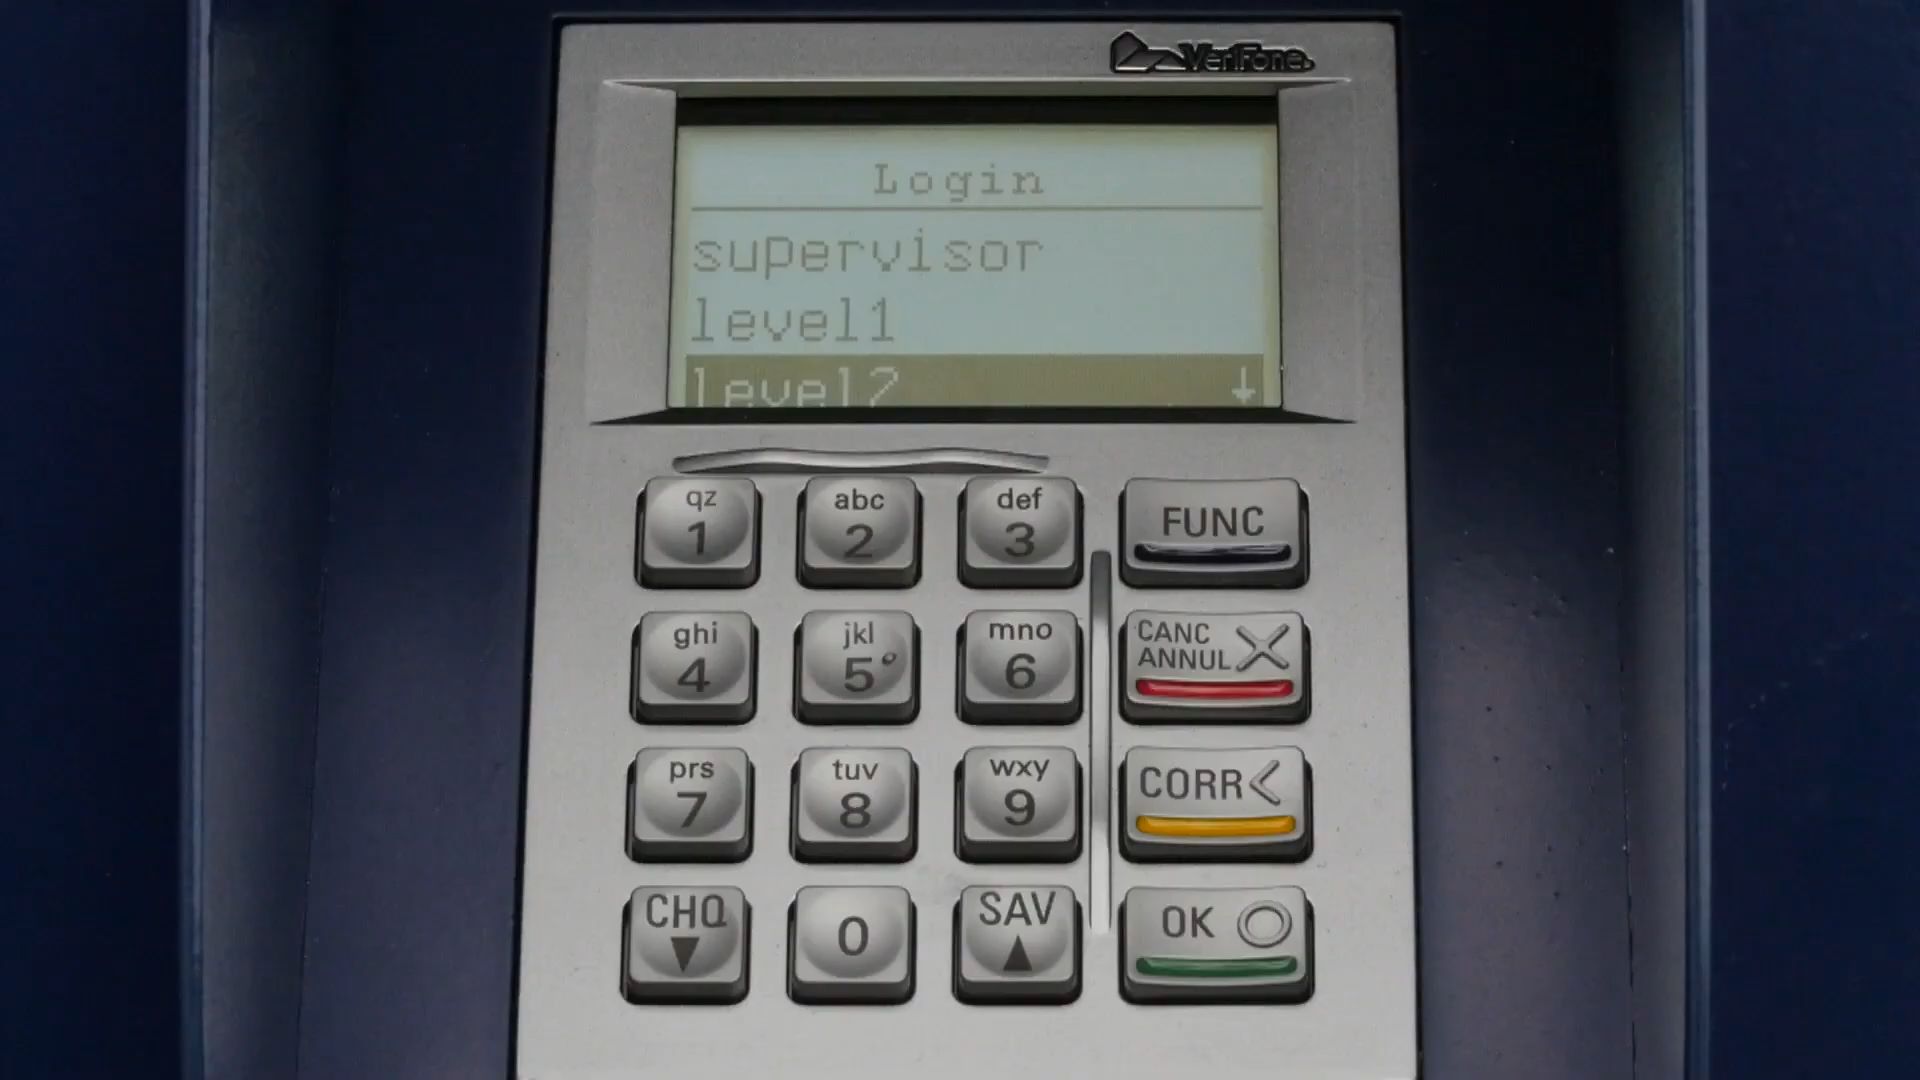 VeriFone
Login
supervisor
level1
level2
qz
1
abc
2
def
3
FUNC
ghi
4
jkl
5
mno
6
CANC
ANNUL
prs
7
tuv
8
wxy
9
CORR
CHQ
0
SAV
OK